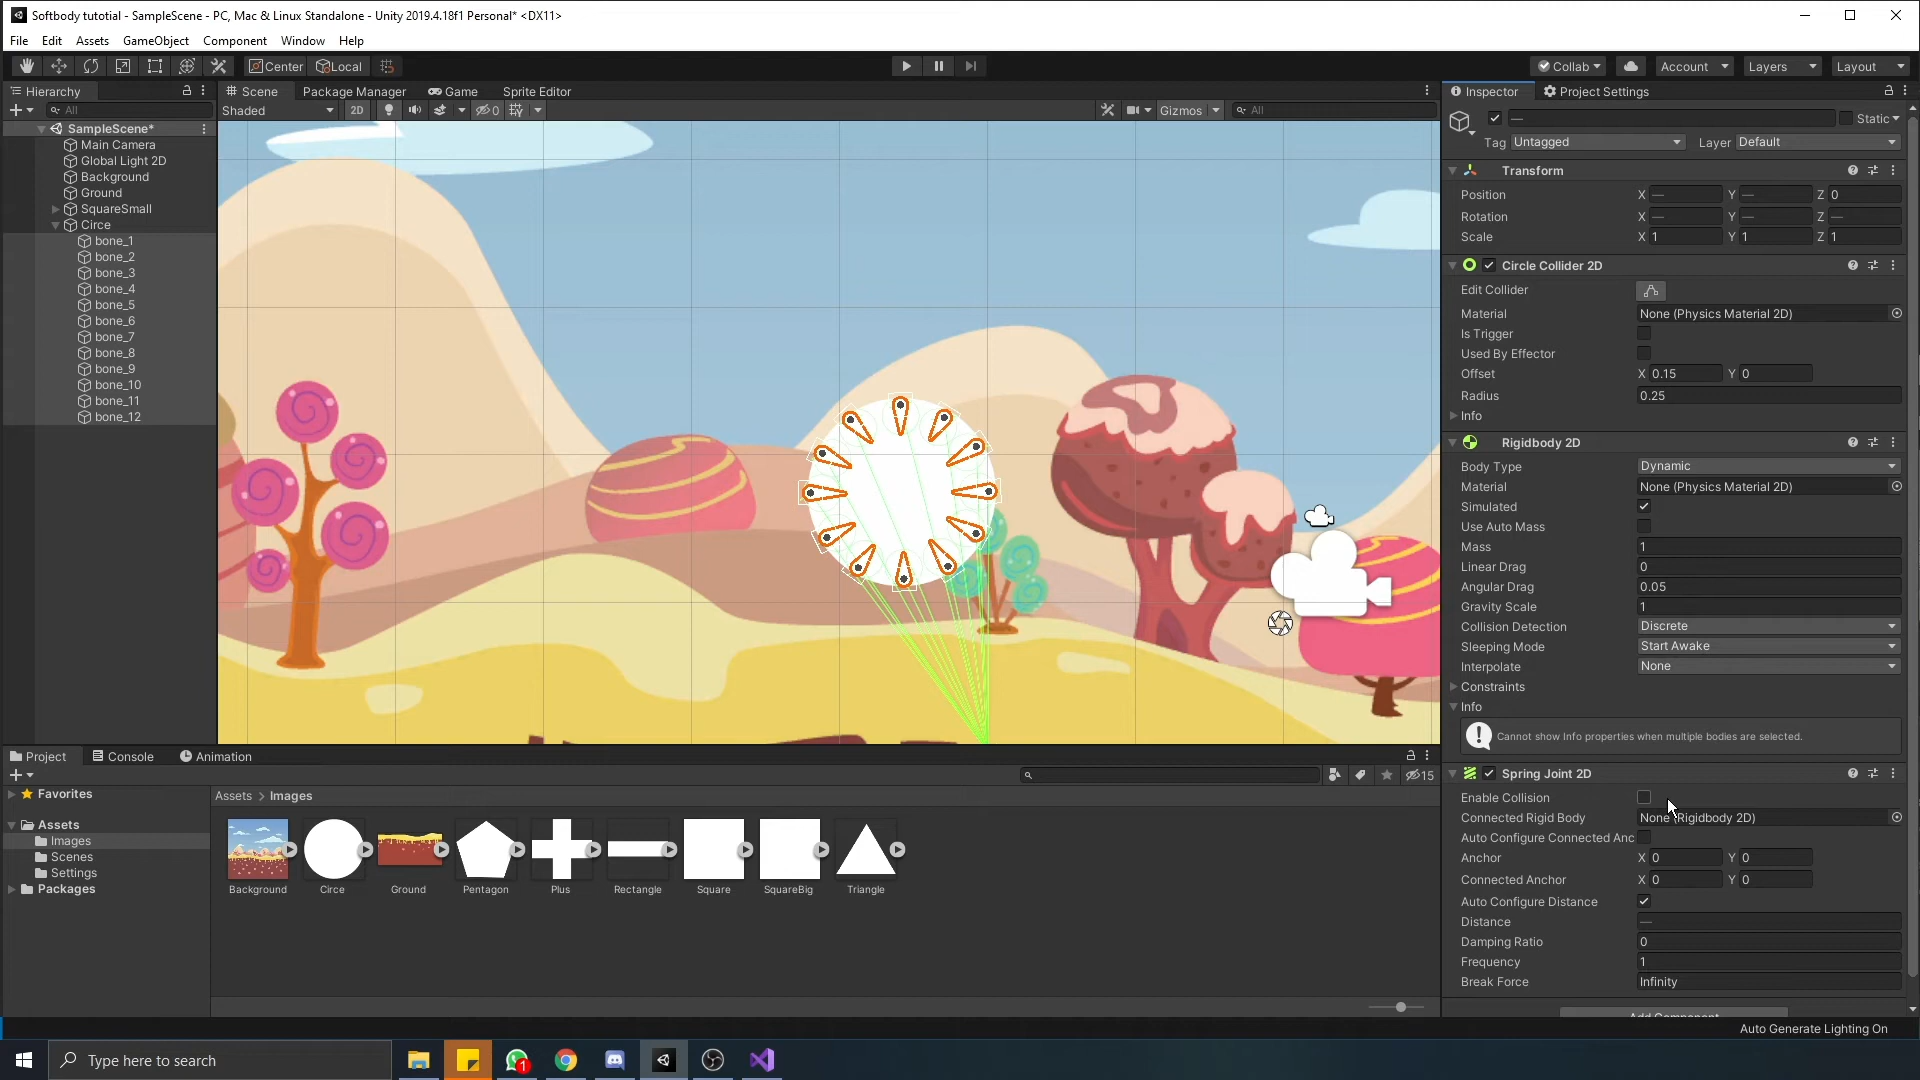 Softbody tutotial - SampleScene - PC, Mac & Linux Standalone - Unity 2019.4.18f1 Personal* <DX11>
File Edit Assets GameObject Component Window Help
Center Local Collab Account Layers Layout
Hierarchy
All
SampleScene*
Main Camera
Global Light 2D
Background
Ground
SquareSmall
Circe
bone_1
bone_2
bone_3
bone_4
bone_5
bone_6
bone_7
bone_8
bone_9
bone_10
bone_11
bone_12
Scene Package Manager Game Sprite Editor
Shaded 2D 0 Gizmos All
Inspector Project Settings
— Static
Tag Untagged Layer Default
Transform
Position X — Y — Z 0
Rotation X — Y — Z —
Scale X 1 Y 1 Z 1
Circle Collider 2D
Edit Collider
Material None (Physics Material 2D)
Is Trigger
Used By Effector
Offset X 0.15 Y 0
Radius 0.25
Info
Rigidbody 2D
Body Type Dynamic
Material None (Physics Material 2D)
Simulated
Use Auto Mass
Mass 1
Linear Drag 0
Angular Drag 0.05
Gravity Scale 1
Collision Detection Discrete
Sleeping Mode Start Awake
Interpolate None
Constraints
Info
Cannot show Info properties when multiple bodies are selected.
Spring Joint 2D
Enable Collision
Connected Rigid Body None (Rigidbody 2D)
Auto Configure Connected Anc
Anchor X 0 Y 0
Connected Anchor X 0 Y 0
Auto Configure Distance
Distance —
Damping Ratio 0
Frequency 1
Break Force Infinity
Add Component
Project Console Animation
15
Favorites
Assets
Images
Scenes
Settings
Packages
Assets > Images
Background Circe Ground Pentagon Plus Rectangle Square SquareBig Triangle
Auto Generate Lighting On
Type here to search
1